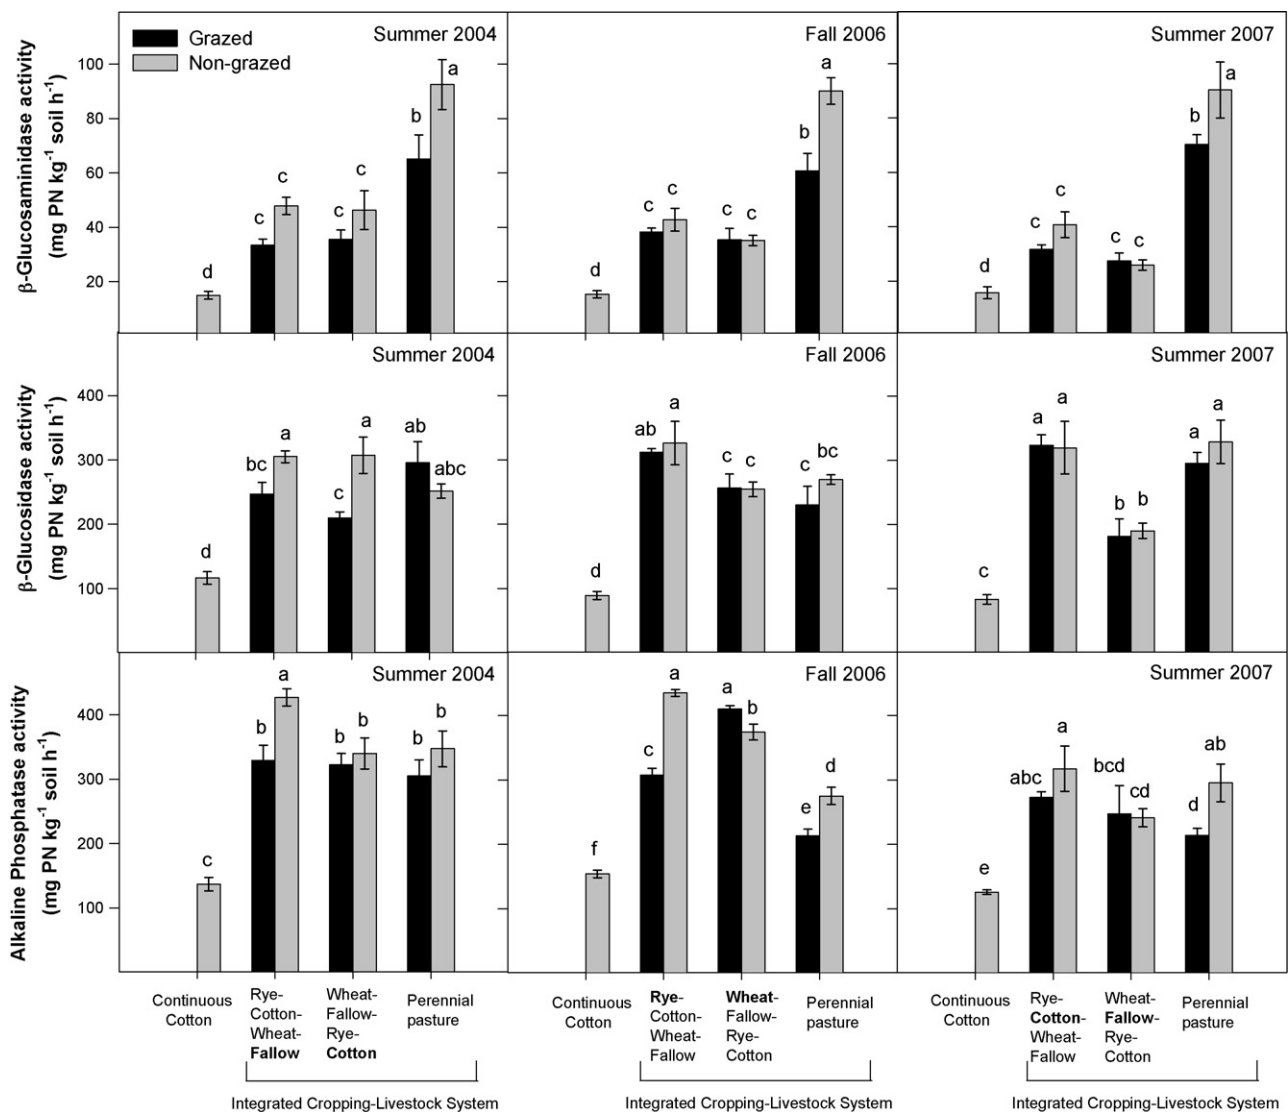 Grazed
Non-grazed
Summer 2004
Fall 2006
Summer 2007
β-Glucosaminidase activity
(mg PN kg⁻¹ soil h⁻¹)
100
80
60
40
20
d
c
c
c
c
b
a
d
c
c
c
c
b
a
d
c
c
c
c
b
a
Summer 2004
Fall 2006
Summer 2007
β-Glucosidase activity
(mg PN kg⁻¹ soil h⁻¹)
400
300
200
100
d
bc
a
c
a
ab
abc
d
ab
a
c
c
c
bc
c
a
a
b
b
a
a
Summer 2004
Fall 2006
Summer 2007
Alkaline Phosphatase activity
(mg PN kg⁻¹ soil h⁻¹)
400
300
200
100
c
b
a
b
b
b
b
f
c
a
a
b
e
d
e
abc
a
bcd
cd
d
ab
Continuous
Cotton
Rye-
Cotton-
Wheat-
Fallow
Wheat-
Fallow-
Rye-
Cotton
Perennial
pasture
Integrated Cropping-Livestock System
Continuous
Cotton
Rye-
Cotton-
Wheat-
Fallow
Wheat-
Fallow-
Rye-
Cotton
Perennial
pasture
Integrated Cropping-Livestock System
Continuous
Cotton
Rye-
Cotton-
Wheat-
Fallow
Wheat-
Fallow-
Rye-
Cotton
Perennial
pasture
Integrated Cropping-Livestock System